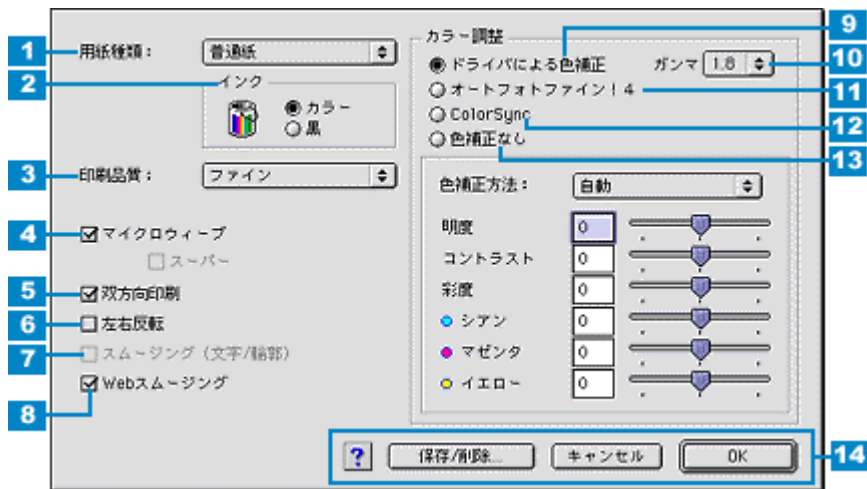 1 用紙種類： 普通紙
2 インク
カラー
黒
3 印刷品質： ファイン
4 マイクロウィーブ
スーパー
5 双方向印刷
6 左右反転
7 スムージング（文字/輪郭）
8 Webスムージング
カラー調整
9 ドライバによる色補正
ガンマ 1.8 10
オートフォトファイン！4 11
ColorSync 12
色補正なし 13
色補正方法： 自動
明度 0
コントラスト 0
彩度 0
シアン 0
マゼンタ 0
イエロー 0
? 保存/削除... キャンセル OK 14